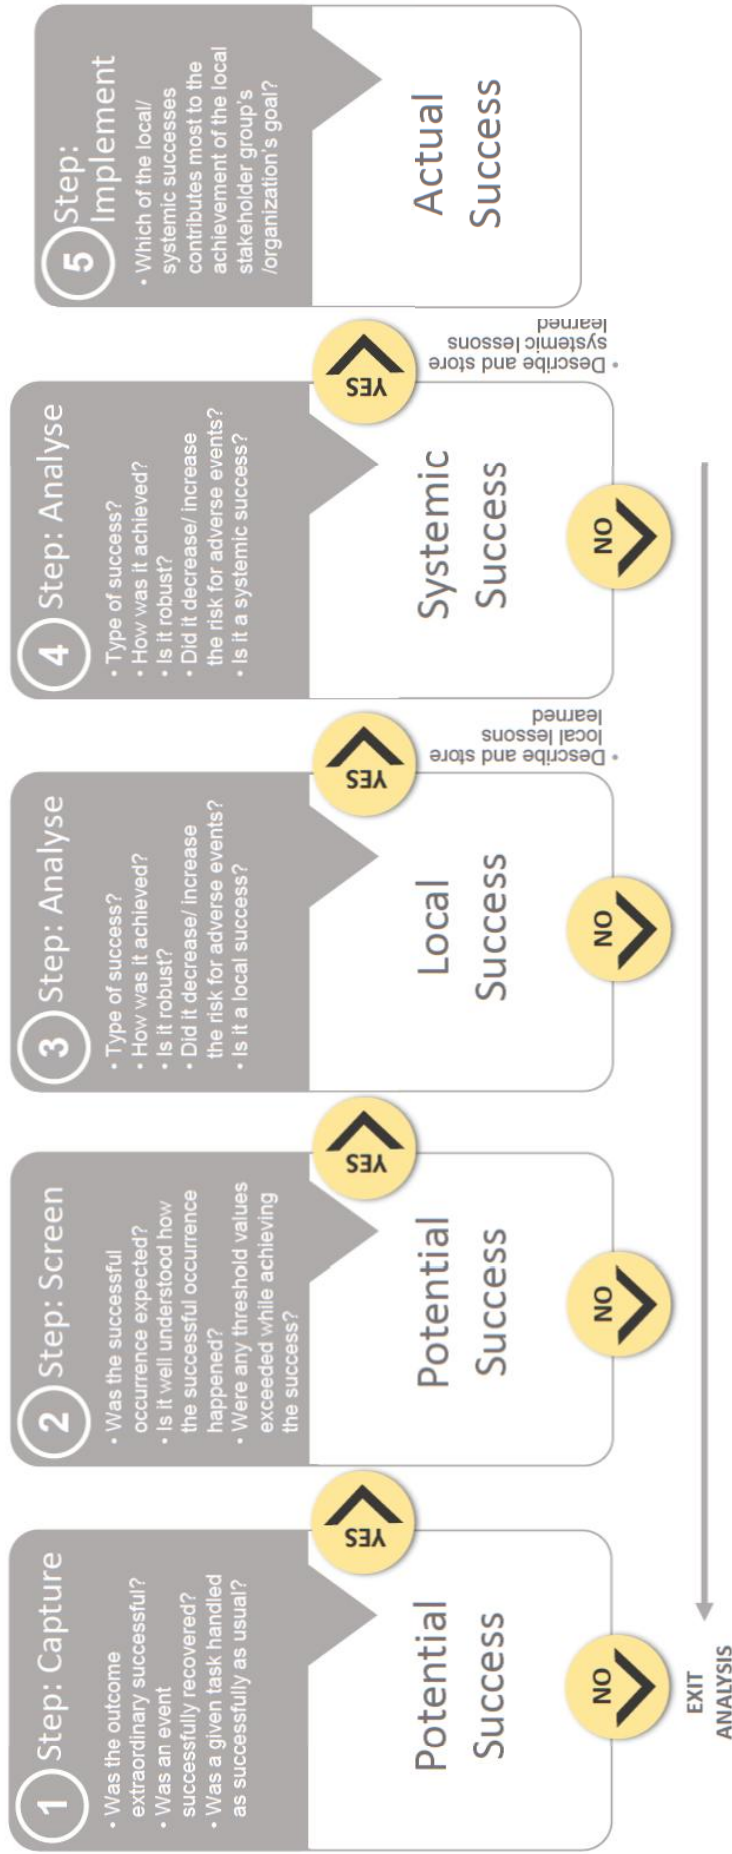 1 Step: Capture
• Was the outcome
extraordinary successful?
• Was an event
successfully recovered?
• Was a given task handled
as successfully as usual?
Potential
Success
YES
NO
2 Step: Screen
• Was the successful
occurrence expected?
• Is it well understood how
the successful occurrence
happened?
• Were any threshold values
exceeded while achieving
the success?
Potential
Success
YES
NO
3 Step: Analyse
• Type of success?
• How was it achieved?
• Is it robust?
• Did it decrease/ increase
the risk for adverse events?
• Is it a local success?
Local
Success
YES
• Describe and store
local lessons
learned
NO
4 Step: Analyse
• Type of success?
• How was it achieved?
• Is it robust?
• Did it decrease/ increase
the risk for adverse events?
• Is it a systemic success?
Systemic
Success
YES
• Describe and store
systemic lessons
learned
NO
5 Step:
Implement
• Which of the local/
systemic successes
contributes most to the
achievement of the local
stakeholder group's
/organization's goal?
Actual
Success
EXIT
ANALYSIS